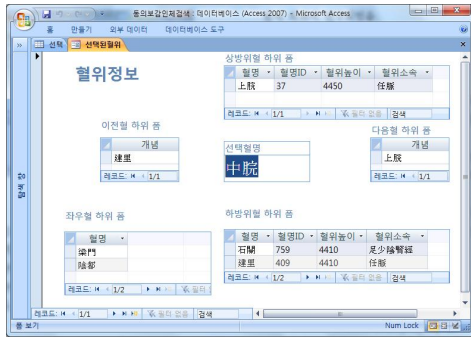 동의보감인체검색 : 데이터베이스 (Access 2007) - Microsoft Access
홈 만들기 외부 데이터 데이터베이스 도구
선택 선택된혈위
혈위정보
상방위혈 하위 폼
혈명 혈명ID 혈위높이 혈위소속
上脘 37 4450 任脈
레코드: 1/1 필터 없음 검색
이전혈 하위 폼
개념
建里
레코드: 1/1
선택혈명
中脘
다음혈 하위 폼
개념
上脘
레코드: 1/1
좌우혈 하위 폼
혈명
梁門
陰都
레코드: 1/2 필터
하방위혈 하위 폼
혈명 혈명ID 혈위높이 혈위소속
石關 759 4410 足少陰腎經
建里 409 4410 任脈
레코드: 1/2 필터 없음 검색
탐색 창
레코드: 1/1 필터 없음 검색
폼 보기 Num Lock